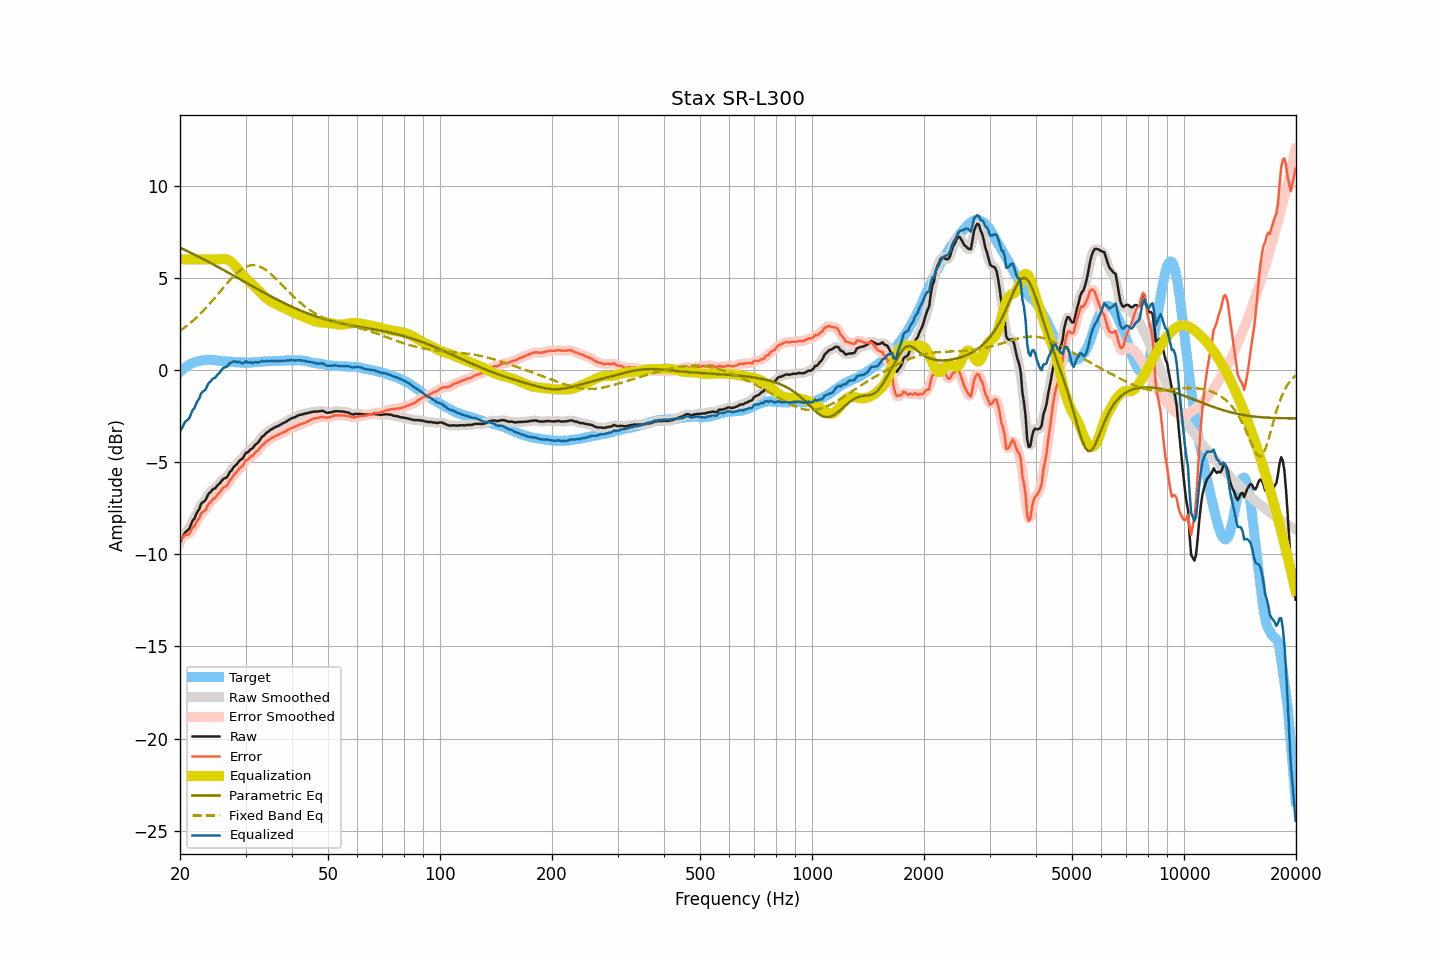 Stax SR-L300
Amplitude (dBr)
10
5
0
−5
−10
−15
−20
−25
Target
Raw Smoothed
Error Smoothed
Raw
Error
Equalization
Parametric Eq
Fixed Band Eq
Equalized
20 50 100 200 500 1000 2000 5000 10000 20000
Frequency (Hz)